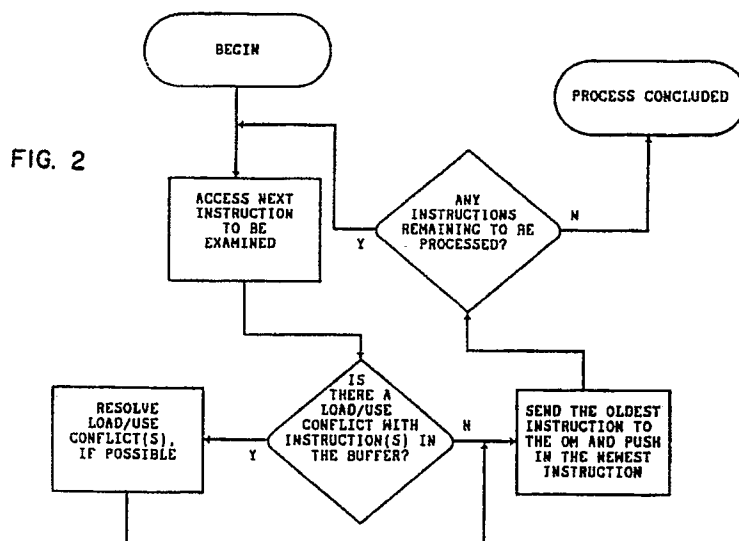 BEGIN
PROCESS CONCLUDED
FIG. 2
ACCESS NEXT
INSTRUCTION
TO BE
EXAMINED
ANY
INSTRUCTIONS
REMAINING TO BE
PROCESSED?
Y
N
RESOLVE
LOAD/USE
CONFLICT(S),
IF POSSIBLE
IS
THERE A
LOAD/USE
CONFLICT WITH
INSTRUCTION(S) IN
THE BUFFER?
Y
N
SEND THE OLDEST
INSTRUCTION TO
THE OM AND PUSH
IN THE NEWEST
INSTRUCTION